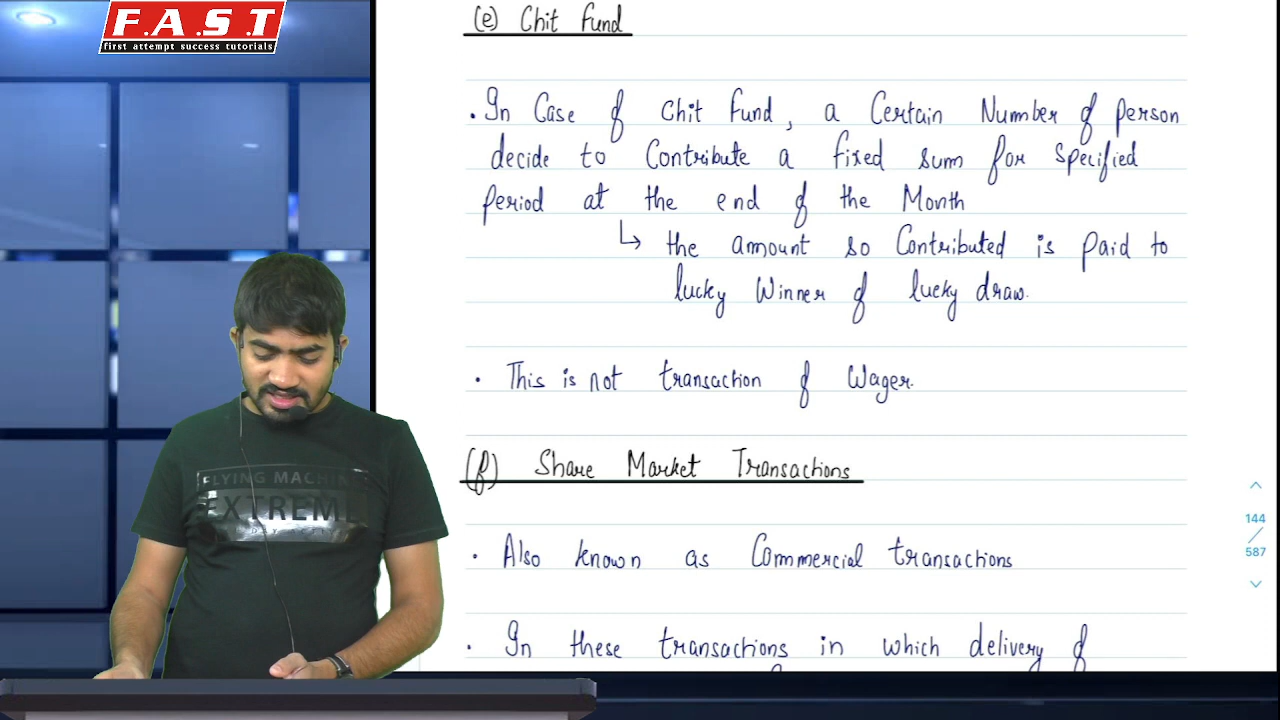 F.A.S.T
first attempt success tutorials
(e) Chit Fund
. In Case of Chit Fund, a Certain Number of person
decide to Contribute a fixed sum for specified
period at the end of the Month
↳ the amount so Contributed is paid to
lucky Winner of lucky draw.
. This is not transaction of Wager.
(f) Share Market Transactions
. Also known as Commercial transactions
. In these transactions in which delivery of
FLYING MACHIN
EXTREME
144
/
587